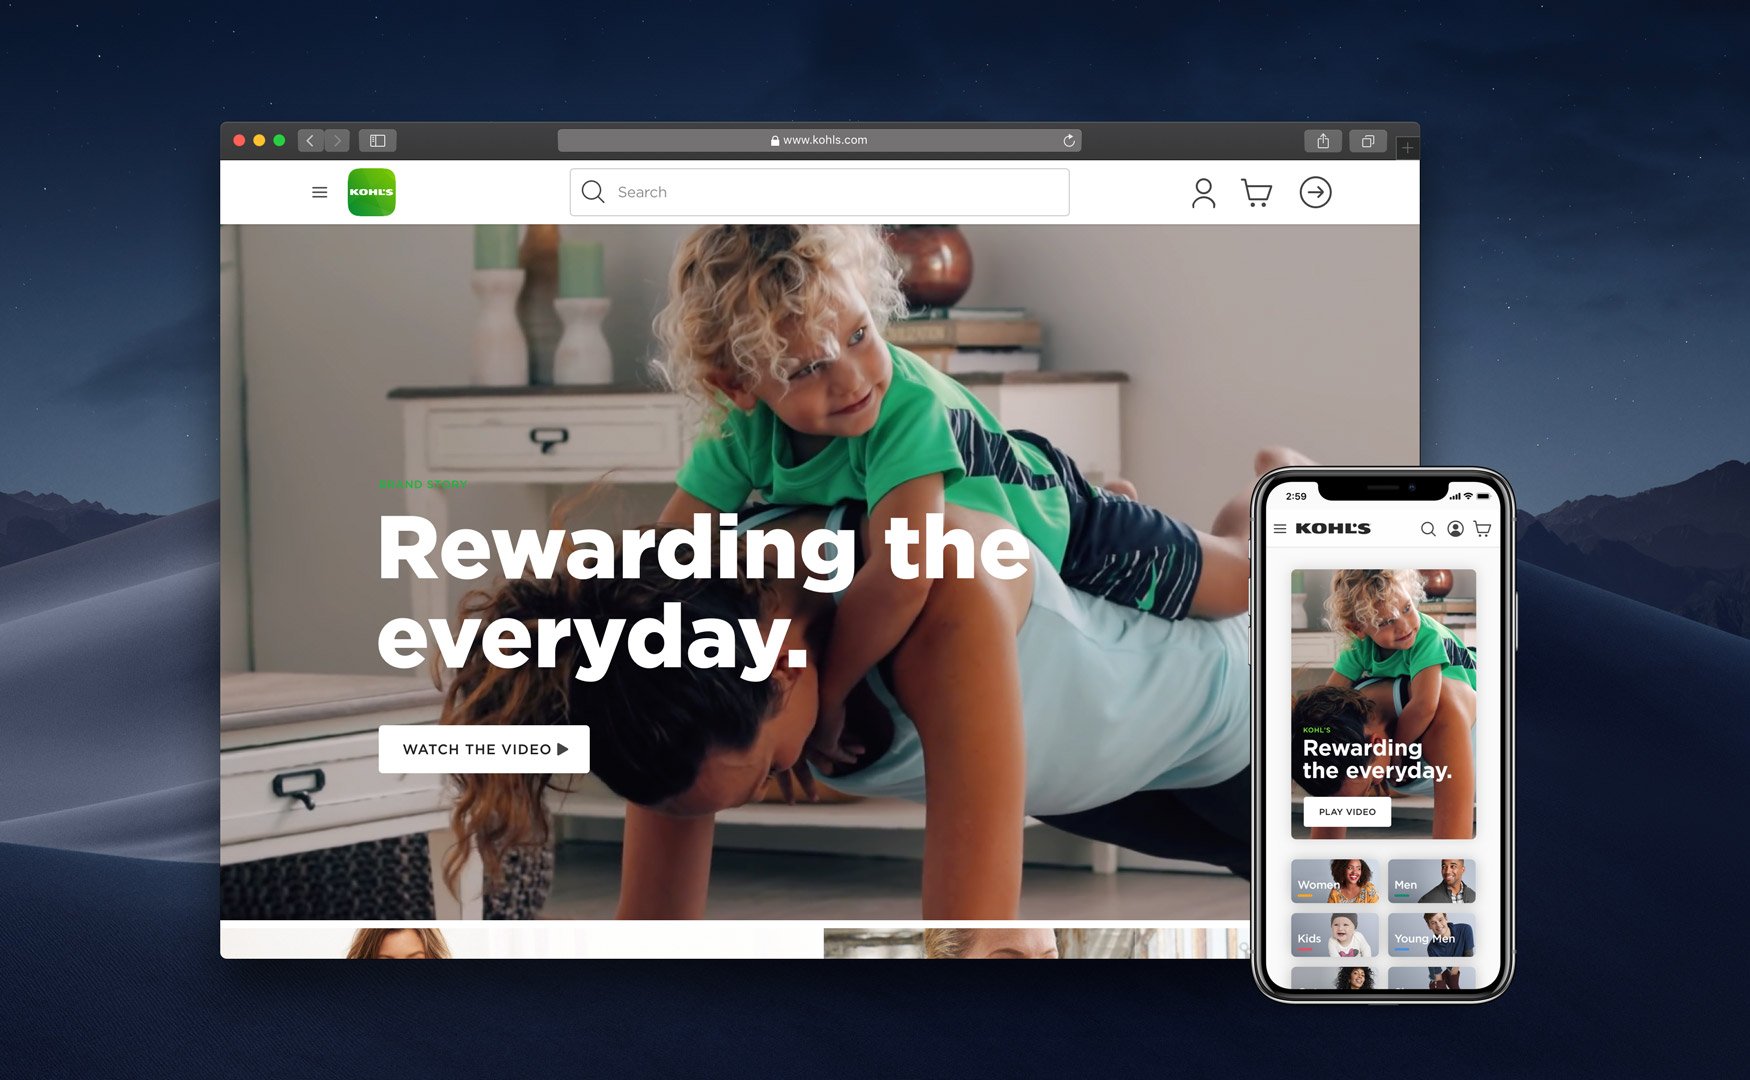 www.kohls.com
KOHL'S
Search
BRAND STORY
Rewarding the
everyday.
WATCH THE VIDEO
2:59
KOHL'S
KOHL'S
Rewarding
the everyday.
PLAY VIDEO
Women
Men
Kids
Young Men